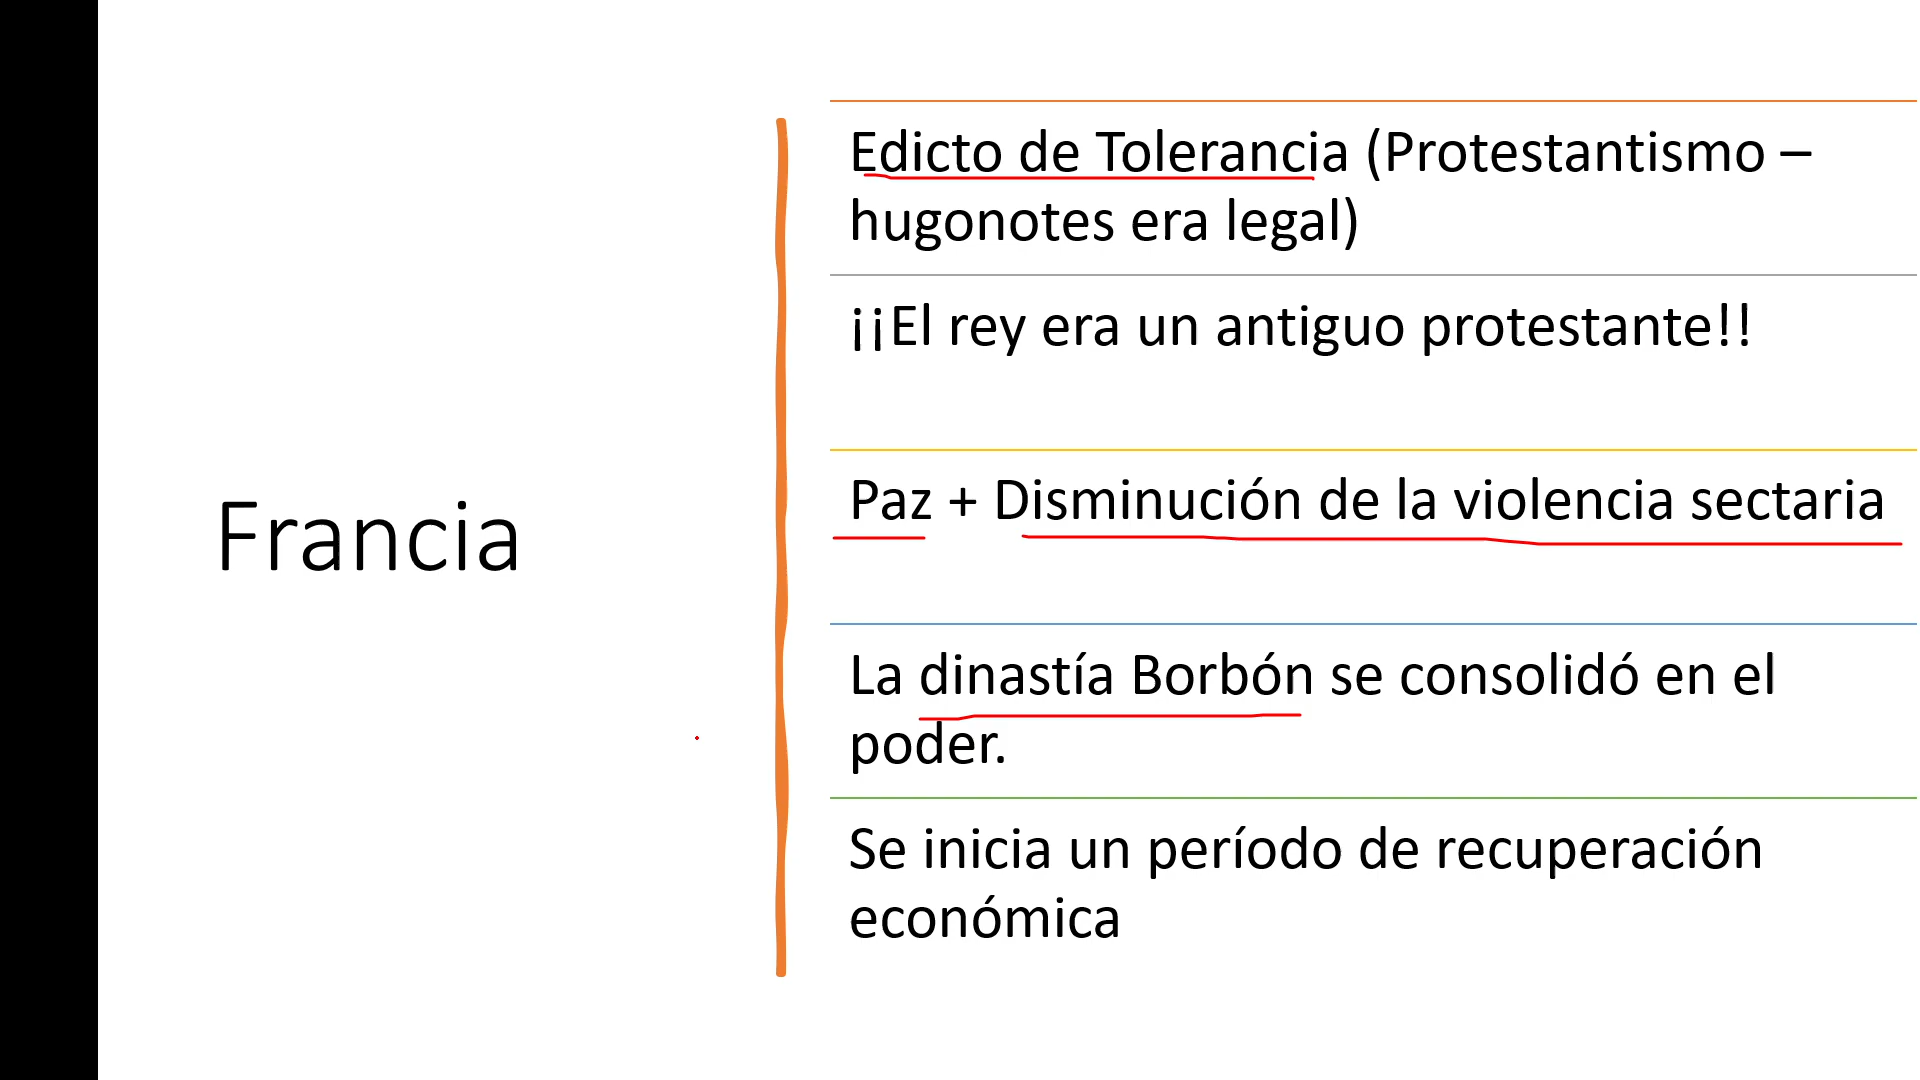 Francia
Edicto de Tolerancia (Protestantismo –
hugonotes era legal)
¡¡El rey era un antiguo protestante!!
Paz + Disminución de la violencia sectaria
La dinastía Borbón se consolidó en el
poder.
Se inicia un período de recuperación
económica